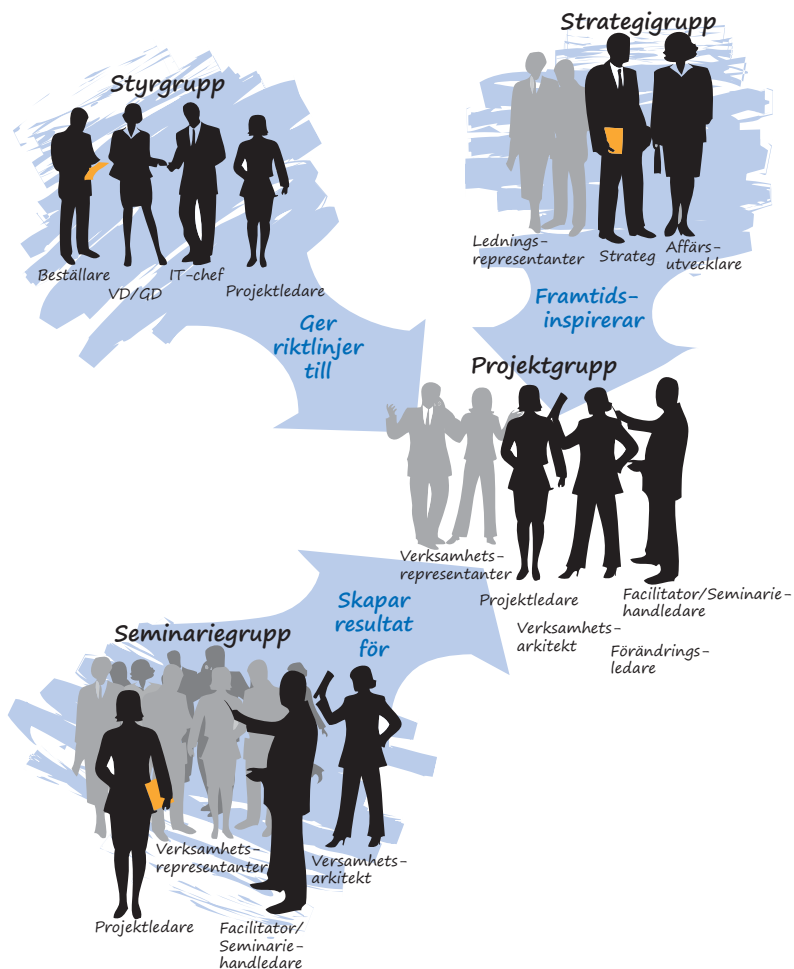 Strategigrupp
Styrgrupp
Lednings-
representanter
Strateg
Affärs-
utvecklare
Beställare
VD/GD
IT-chef
Projektledare
Framtids-
inspirerar
Ger
riktlinjer
till
Projektgrupp
Verksamhets-
representanter
Projektledare
Verksamhets-
arkitekt
Facilitator/Seminarie-
handledare
Förändrings-
ledare
Skapar
resultat
för
Seminariegrupp
Verksamhets-
representanter
Versamhets-
arkitekt
Projektledare
Facilitator/
Seminarie-
handledare